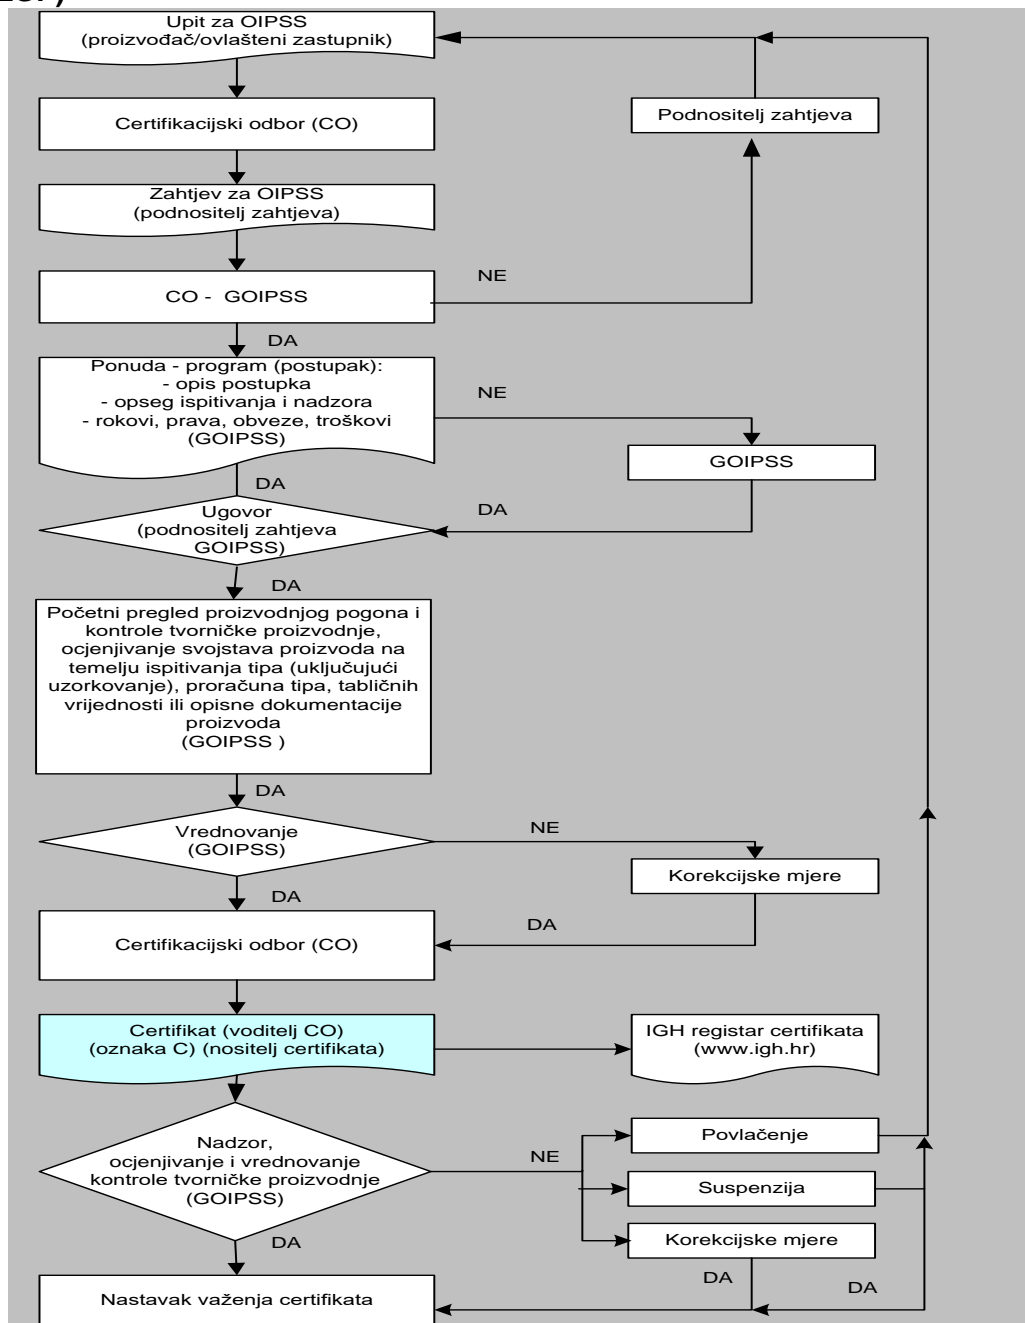 Upit za OIPSS
(proizvođač/ovlašteni zastupnik)
Certifikacijski odbor (CO)
Podnositelj zahtjeva
Zahtjev za OIPSS
(podnositelj zahtjeva)
NE
CO - GOIPSS
DA
Ponuda - program (postupak):
- opis postupka
- opseg ispitivanja i nadzora
- rokovi, prava, obveze, troškovi
(GOIPSS)
NE
GOIPSS
DA
DA
Ugovor
(podnositelj zahtjeva
GOIPSS)
DA
Početni pregled proizvodnjog pogona i
kontrole tvorničke proizvodnje,
ocjenjivanje svojstava proizvoda na
temelju ispitivanja tipa (uključujući
uzorkovanje), proračuna tipa, tabličnih
vrijednosti ili opisne dokumentacije
proizvoda
(GOIPSS )
DA
Vrednovanje
(GOIPSS)
NE
Korekcijske mjere
DA
DA
Certifikacijski odbor (CO)
Certifikat (voditelj CO)
(oznaka C) (nositelj certifikata)
IGH registar certifikata
(www.igh.hr)
Nadzor,
ocjenjivanje i vrednovanje
kontrole tvorničke proizvodnje
(GOIPSS)
NE
Povlačenje
Suspenzija
Korekcijske mjere
DA
DA
DA
Nastavak važenja certifikata